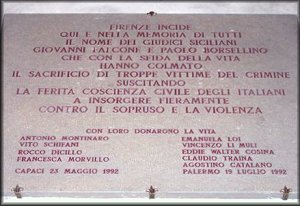 FIRENZE INCIDE
QUI E NELLA MEMORIA DI TUTTI
IL NOME DEI GIUDICI SICILIANI
GIOVANNI FALCONE E PAOLO BORSELLINO
CHE CON LA SFIDA DELLA VITA
HANNO COLMATO
IL SACRIFICIO DI TROPPE VITTIME DEL CRIMINE
SUSCITANDO
LA FERITA COSCIENZA CIVILE DEGLI ITALIANI
A INSORGERE FIERAMENTE
CONTRO IL SOPRUSO E LA VIOLENZA
CON LORO DONARONO LA VITA
ANTONIO MONTINARO
VITO SCHIFANI
ROCCO DICILLO
FRANCESCA MORVILLO
CAPACI 23 MAGGIO 1992
EMANUELA LOI
VINCENZO LI MULI
EDDIE WALTER COSINA
CLAUDIO TRAINA
AGOSTINO CATALANO
PALERMO 19 LUGLIO 1992